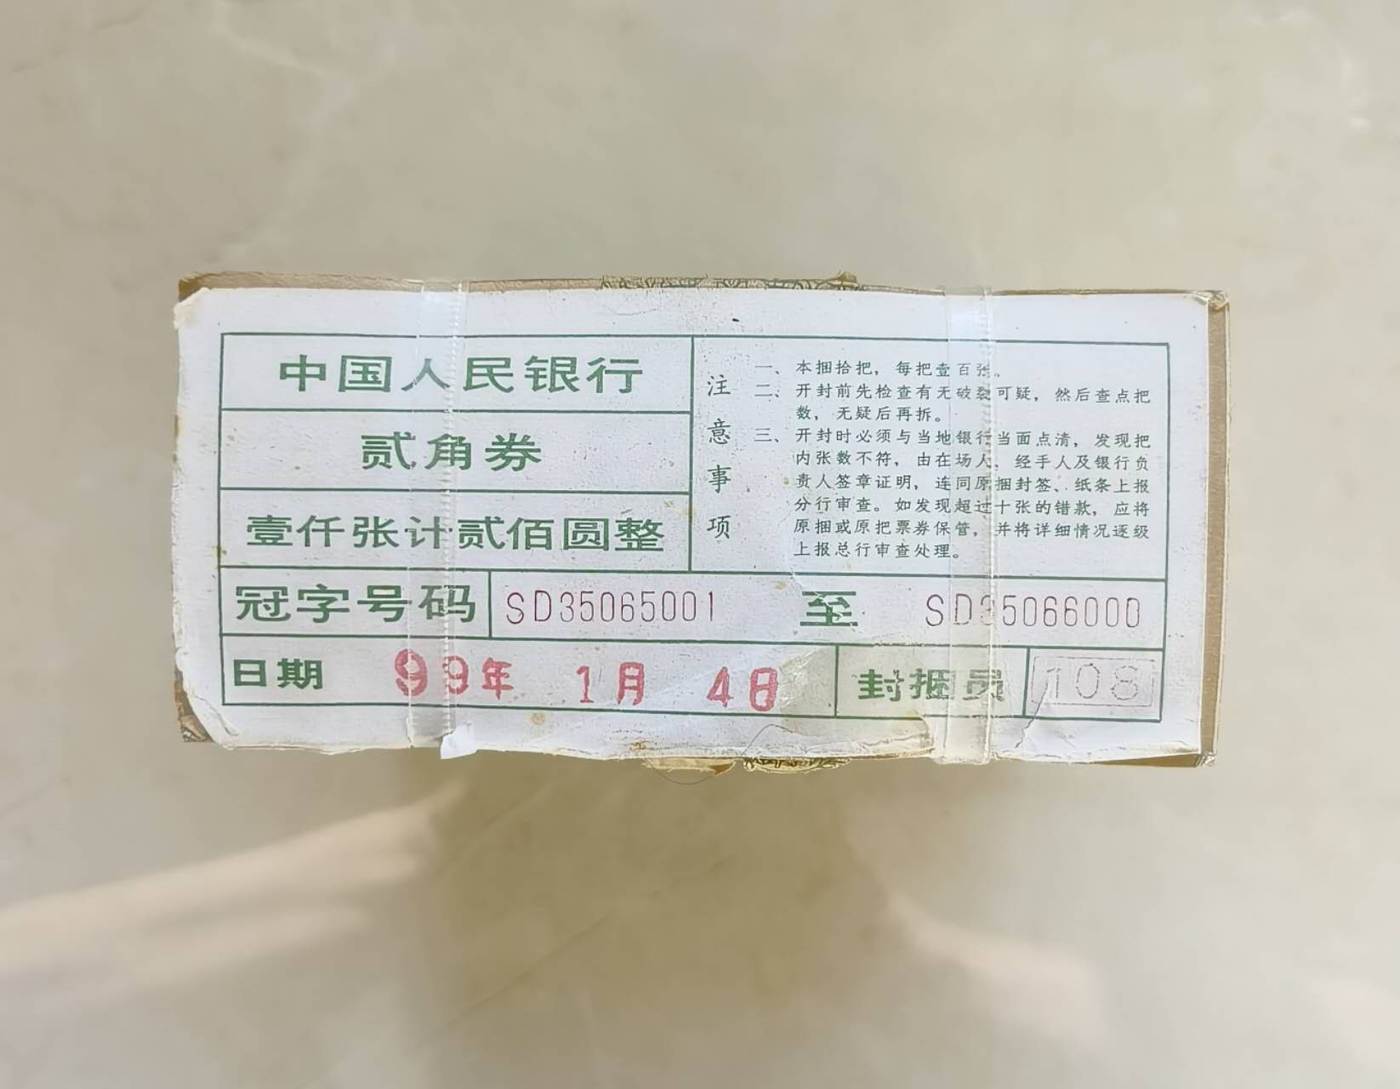 中国人民银行
贰角券
壹仟张计贰佰圆整
注意事项
一、本捆拾把，每把壹百张。
二、开封前先检查有无破裂可疑，然后查点把
数，无疑后再拆。
三、开封时必须与当地银行当面点清，发现把
内张数不符，由在场人、经手人及银行负
责人签章证明，连同原捆封签、纸条上报
分行审查。如发现超过十张的错款，应将
原捆或原把票券保管，并将详细情况逐级
上报总行审查处理。
冠字号码 SD35065001 至 SD35066000
日期 99年 1月 4日 封捆员 108